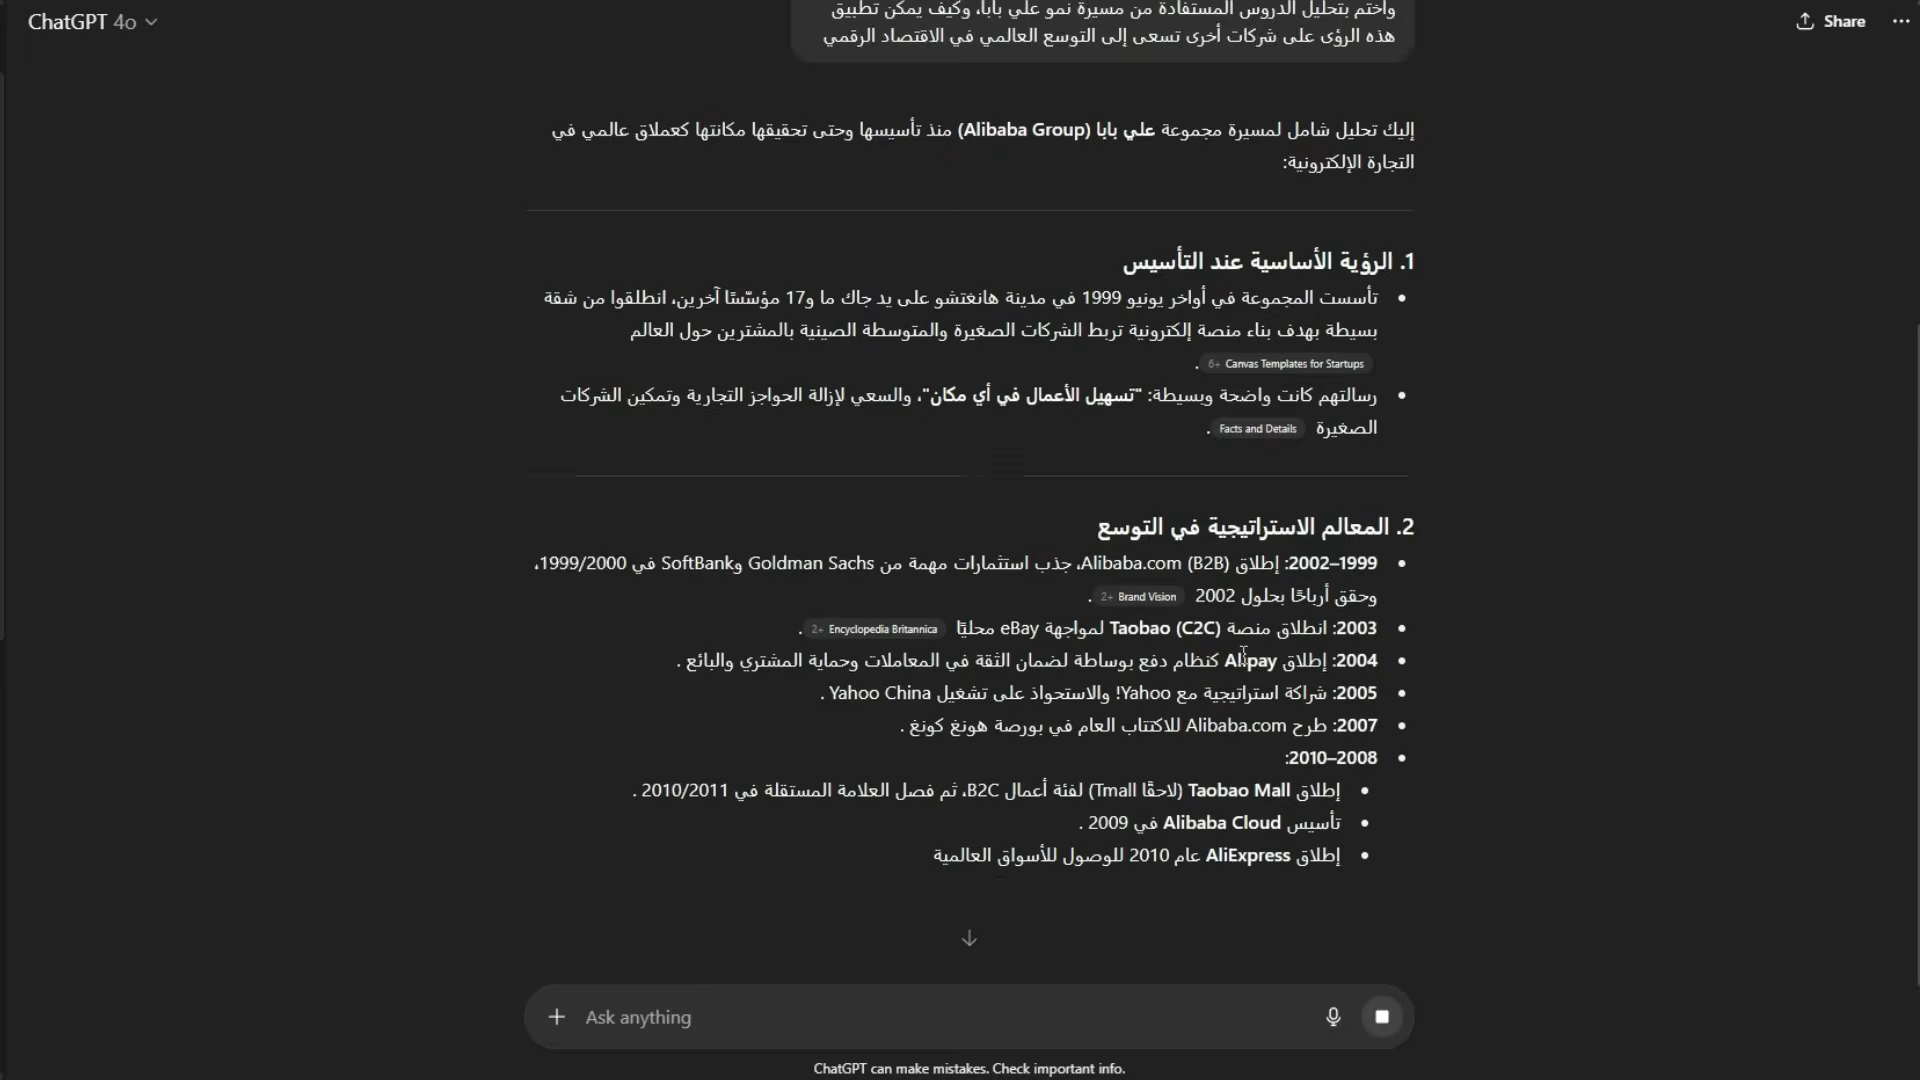 ChatGPT 4o
Share
واختم بتحليل الدروس المستفادة من مسيرة نمو علي بابا، وكيف يمكن تطبيق
هذه الرؤى على شركات أخرى تسعى إلى التوسع العالمي في الاقتصاد الرقمي
إليك تحليل شامل لمسيرة مجموعة علي بابا (Alibaba Group) منذ تأسيسها وحتى تحقيقها مكانتها كعملاق عالمي في
التجارة الإلكترونية:
1. الرؤية الأساسية عند التأسيس
• تأسست المجموعة في أواخر يونيو 1999 في مدينة هانغتشو على يد جاك ما و17 مؤسّسًا آخرين، انطلقوا من شقة
بسيطة بهدف بناء منصة إلكترونية تربط الشركات الصغيرة والمتوسطة الصينية بالمشترين حول العالم
Canvas Templates for Startups +6 .
• رسالتهم كانت واضحة وبسيطة: "تسهيل الأعمال في أي مكان"، والسعي لإزالة الحواجز التجارية وتمكين الشركات
الصغيرة Facts and Details .
2. المعالم الاستراتيجية في التوسع
• 1999–2002: إطلاق Alibaba.com (B2B)، جذب استثمارات مهمة من Goldman Sachs وSoftBank في 1999/2000،
وحقق أرباحًا بحلول 2002 Brand Vision +2 .
• 2003: انطلاق منصة Taobao (C2C) لمواجهة eBay محليًا Encyclopedia Britannica +2 .
• 2004: إطلاق Alipay كنظام دفع بوساطة لضمان الثقة في المعاملات وحماية المشتري والبائع .
• 2005: شراكة استراتيجية مع Yahoo! والاستحواذ على تشغيل Yahoo China .
• 2007: طرح Alibaba.com للاكتتاب العام في بورصة هونغ كونغ .
• 2008–2010:
• إطلاق Taobao Mall (لاحقًا Tmall) لفئة أعمال B2C، ثم فصل العلامة المستقلة في 2010/2011 .
• تأسيس Alibaba Cloud في 2009 .
• إطلاق AliExpress عام 2010 للوصول للأسواق العالمية
Ask anything
ChatGPT can make mistakes. Check important info.